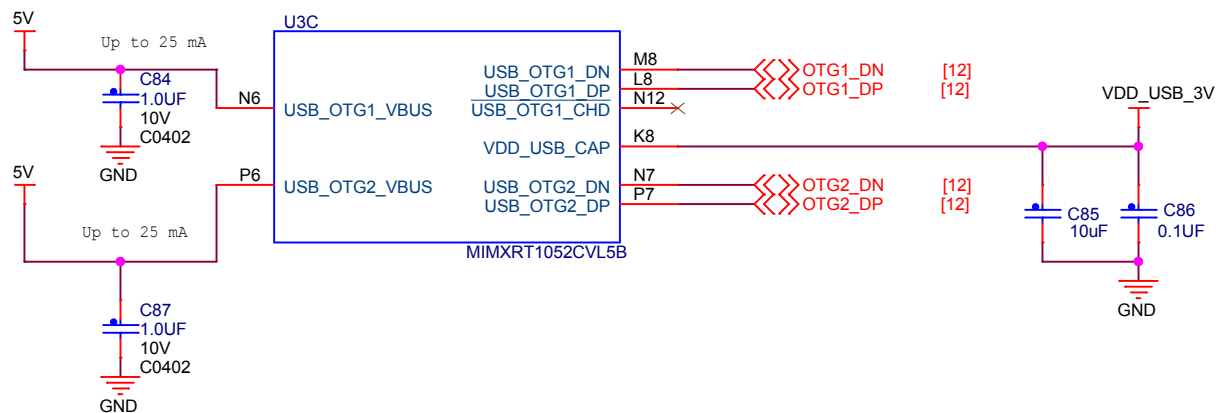 5V
Up to 25 mA
C84
1.0UF
10V
C0402
GND
5V
Up to 25 mA
C87
1.0UF
10V
C0402
GND
U3C
N6
USB_OTG1_VBUS
P6
USB_OTG2_VBUS
USB_OTG1_DN
USB_OTG1_DP
USB_OTG1_CHD
VDD_USB_CAP
USB_OTG2_DN
USB_OTG2_DP
MIMXRT1052CVL5B
M8
L8
N12
K8
N7
P7
OTG1_DN [12]
OTG1_DP [12]
OTG2_DN [12]
OTG2_DP [12]
VDD_USB_3V
C85
10uF
C86
0.1UF
GND